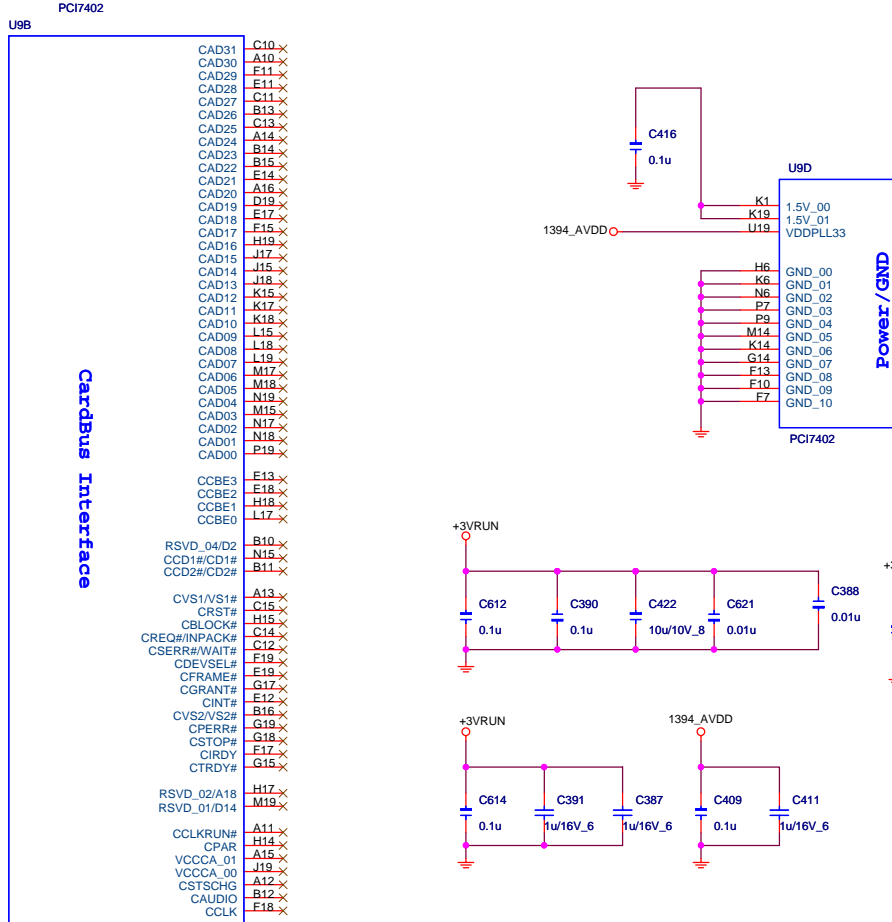 PCI7402
U9B
CAD31 C10
CAD30 A10
CAD29 F11
CAD28 E11
CAD27 C11
CAD26 B13
CAD25 C13
CAD24 A14
CAD23 B14
CAD22 B15
CAD21 E14
CAD20 A16
CAD19 D19
CAD18 E17
CAD17 F15
CAD16 H19
CAD15 J17
CAD14 J15
CAD13 J18
CAD12 K15
CAD11 K17
CAD10 K18
CAD09 L15
CAD08 L18
CAD07 L19
CAD06 M17
CAD05 M18
CAD04 N19
CAD03 M15
CAD02 N17
CAD01 N18
CAD00 P19
CCBE3 E13
CCBE2 E18
CCBE1 H18
CCBE0 L17
RSVD_04/D2 B10
CCD1#/CD1# N15
CCD2#/CD2# B11
CVS1/VS1# A13
CRST# C15
CBLOCK# H15
CREQ#/INPACK# C14
CSERR#/WAIT# C12
CDEVSEL# F19
CFRAME# E19
CGRANT# G17
CINT# E12
CVS2/VS2# B16
CPERR# G19
CSTOP# G18
CIRDY F17
CTRDY# G15
RSVD_02/A18 H17
RSVD_01/D14 M19
CCLKRUN# A11
CPAR H14
VCCCA_01 A15
VCCCA_00 J19
CSTSCHG A12
CAUDIO B12
CCLK F18
CardBus Interface
C416
0.1u
U9D
K1 1.5V_00
K19 1.5V_01
1394_AVDD U19 VDDPLL33
H6 GND_00
K6 GND_01
N6 GND_02
P7 GND_03
P9 GND_04
M14 GND_05
K14 GND_06
G14 GND_07
F13 GND_08
F10 GND_09
F7 GND_10
Power/GND
PCI7402
+3VRUN
C612
0.1u
C390
0.1u
C422
10u/10V_8
C621
0.01u
C388
0.01u
+3VRUN
C614
0.1u
C391
1u/16V_6
C387
1u/16V_6
1394_AVDD
C409
0.1u
C411
1u/16V_6